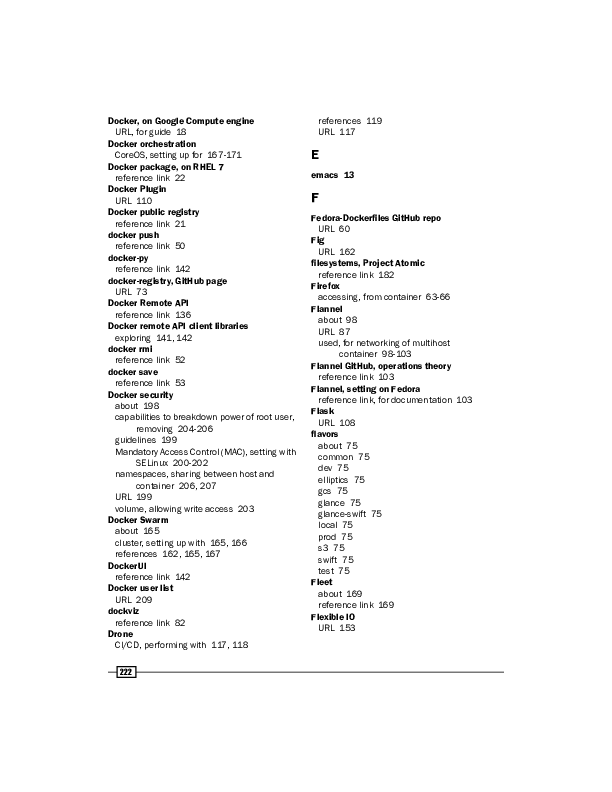 Docker, on Google Compute engine
URL, for guide 18
Docker orchestration
CoreOS, setting up for 167-171
Docker package, on RHEL 7
reference link 22
Docker Plugin
URL 110
Docker public registry
reference link 21
docker push
reference link 50
docker-py
reference link 142
docker-registry, GitHub page
URL 73
Docker Remote API
reference link 136
Docker remote API client libraries
exploring 141, 142
docker rmi
reference link 52
docker save
reference link 53
Docker security
about 198
capabilities to breakdown power of root user,
removing 204-206
guidelines 199
Mandatory Access Control (MAC), setting with
SELinux 200-202
namespaces, sharing between host and
container 206, 207
URL 199
volume, allowing write access 203
Docker Swarm
about 165
cluster, setting up with 165, 166
references 162, 165, 167
DockerUI
reference link 142
Docker user list
URL 209
dockviz
reference link 82
Drone
CI/CD, performing with 117, 118
references 119
URL 117
E
emacs 13
F
Fedora-Dockerfiles GitHub repo
URL 60
Fig
URL 162
filesystems, Project Atomic
reference link 182
Firefox
accessing, from container 63-66
Flannel
about 98
URL 87
used, for networking of multihost
container 98-103
Flannel GitHub, operations theory
reference link 103
Flannel, setting on Fedora
reference link, for documentation 103
Flask
URL 108
flavors
about 75
common 75
dev 75
elliptics 75
gcs 75
glance 75
glance-swift 75
local 75
prod 75
s3 75
swift 75
test 75
Fleet
about 169
reference link 169
Flexible IO
URL 153
222